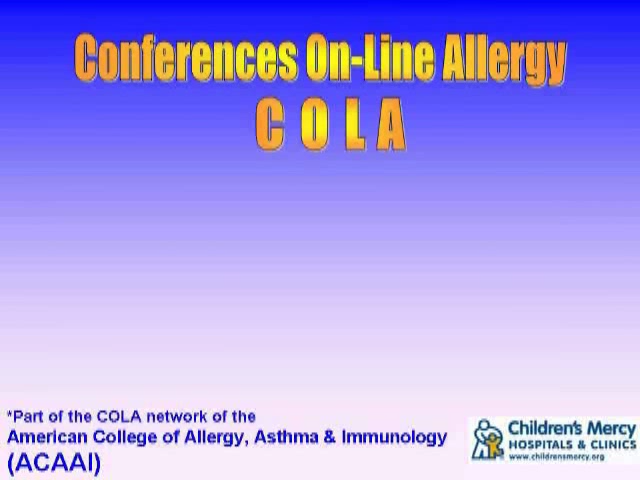 Conferences On-Line Allergy
C O L A
*Part of the COLA network of the
American College of Allergy, Asthma & Immunology
(ACAAI)
Children's Mercy
HOSPITALS & CLINICS
www.childrensmercy.org